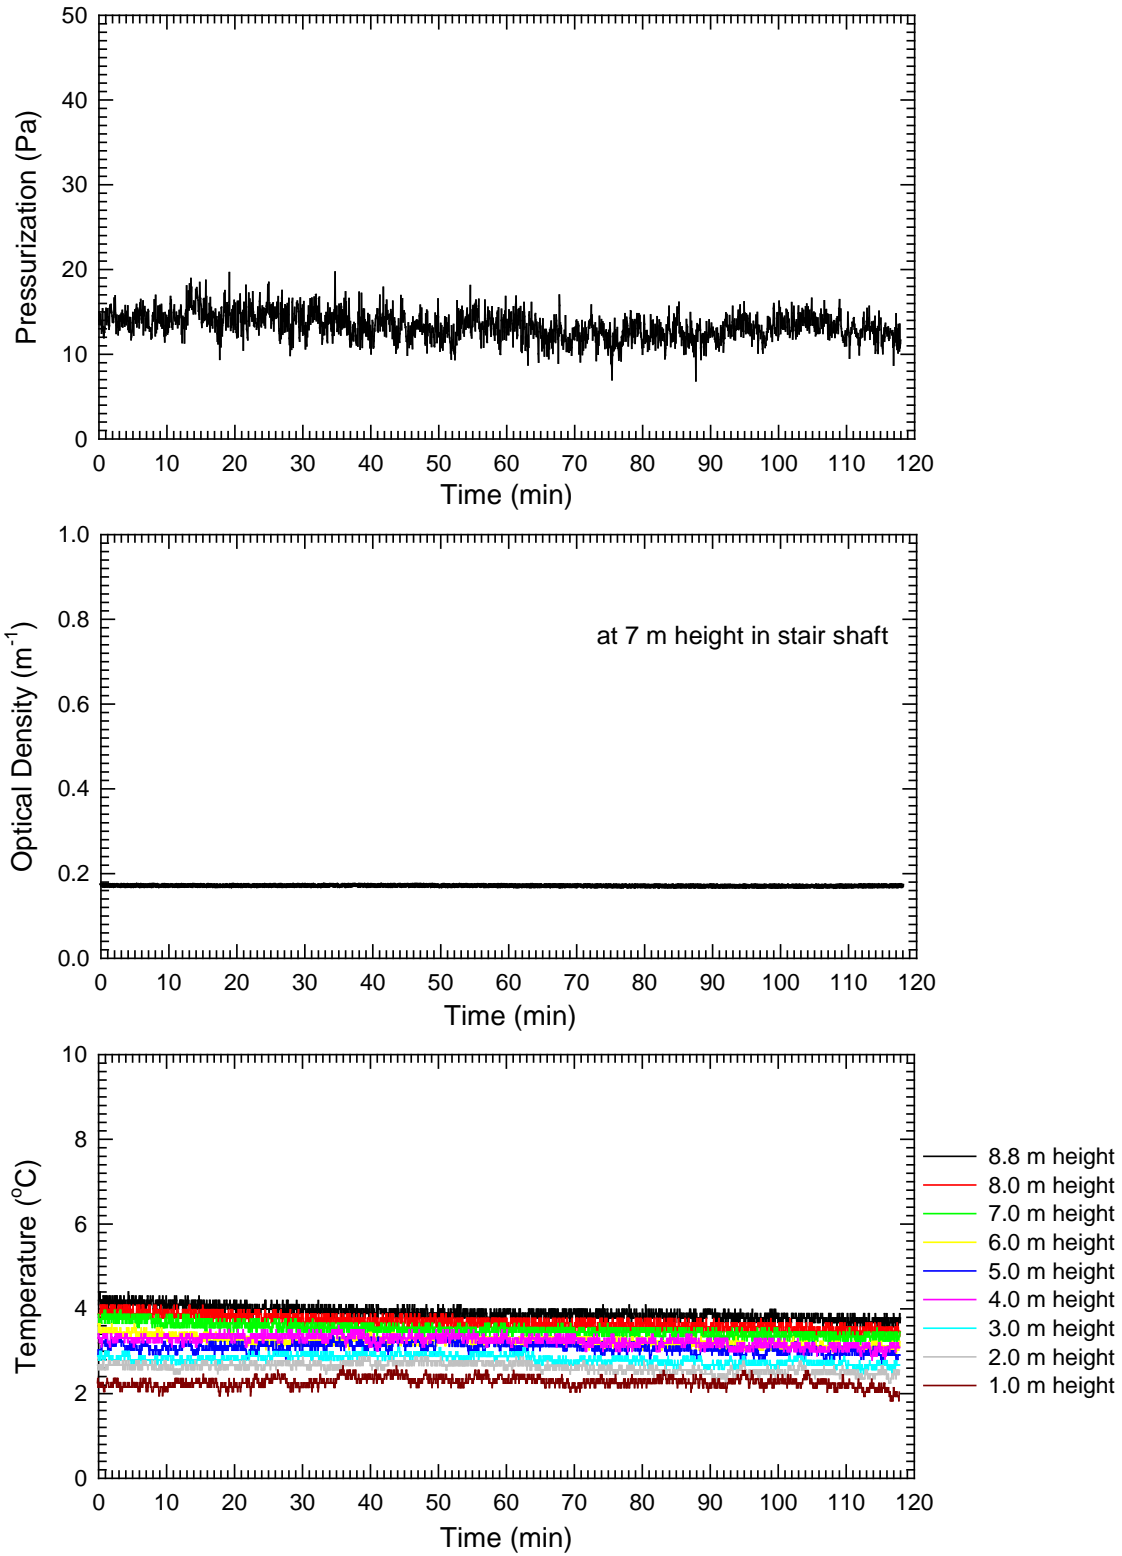 50
40
30
20
10
0
Pressurization (Pa)
0 10 20 30 40 50 60 70 80 90 100 110 120
Time (min)
1.0
0.8
0.6
0.4
0.2
0.0
Optical Density (m⁻¹)
at 7 m height in stair shaft
0 10 20 30 40 50 60 70 80 90 100 110 120
Time (min)
10
8
6
4
2
0
Temperature (°C)
0 10 20 30 40 50 60 70 80 90 100 110 120
Time (min)
8.8 m height
8.0 m height
7.0 m height
6.0 m height
5.0 m height
4.0 m height
3.0 m height
2.0 m height
1.0 m height